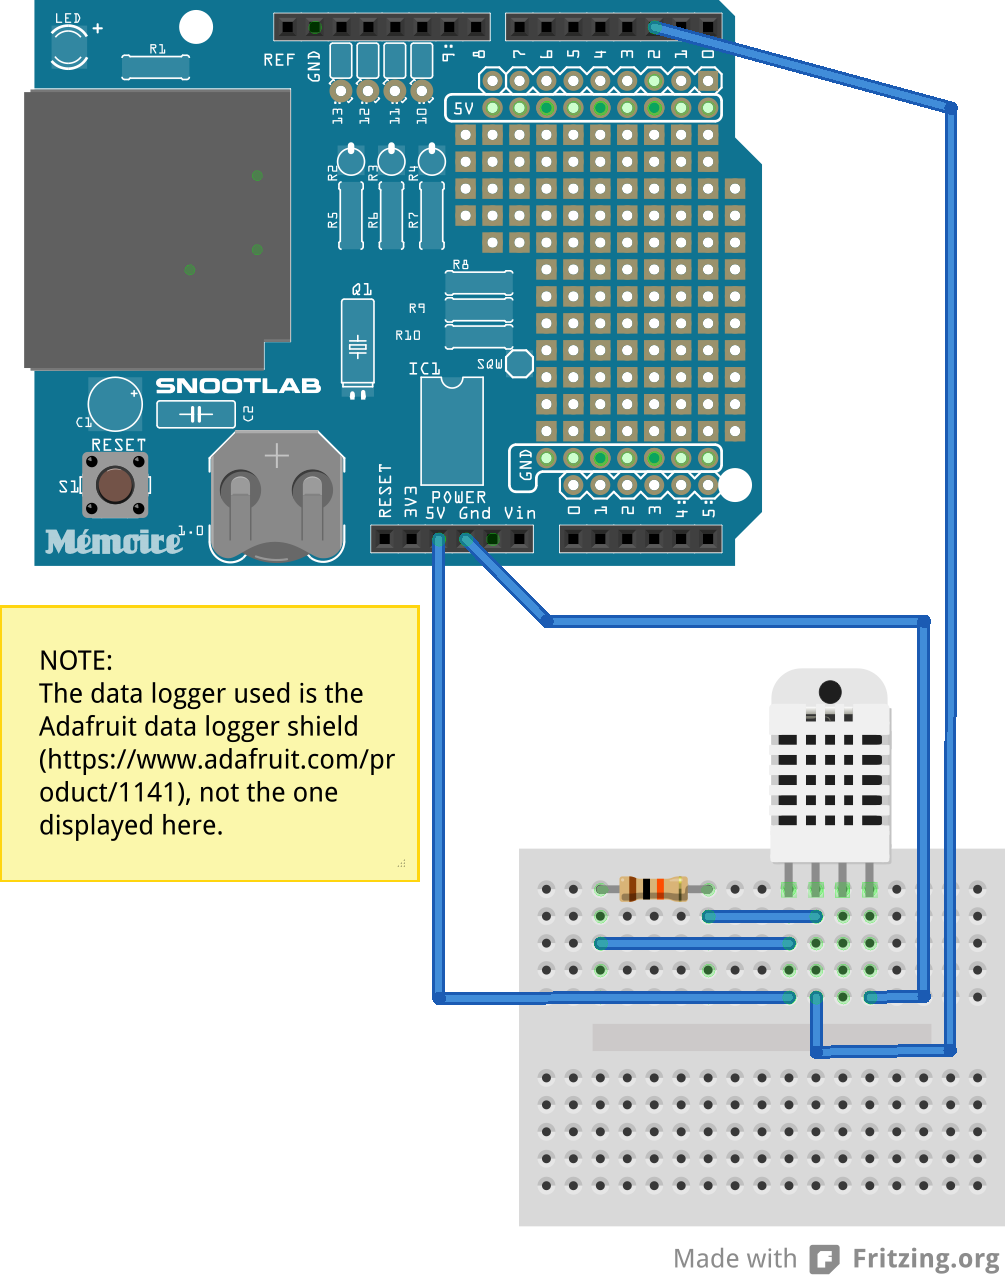 LED
+
R1
REF
GND
13
12
11
10
9:
8
7
6
5
4
3
2
1
0
5V
R2
R3
R4
R5
R6
R7
R8
R9
R10
Q1
SQW
IC1
SNOOTLAB
C1
+
C2
RESET
S1
Mémoire
1.0
+
RESET
3V3
5V
POWER
Gnd
Vin
GND
0
1
2
3
4:
5:
NOTE:
The data logger used is the
Adafruit data logger shield
(https://www.adafruit.com/pr
oduct/1141), not the one
displayed here.
Made with Fritzing.org